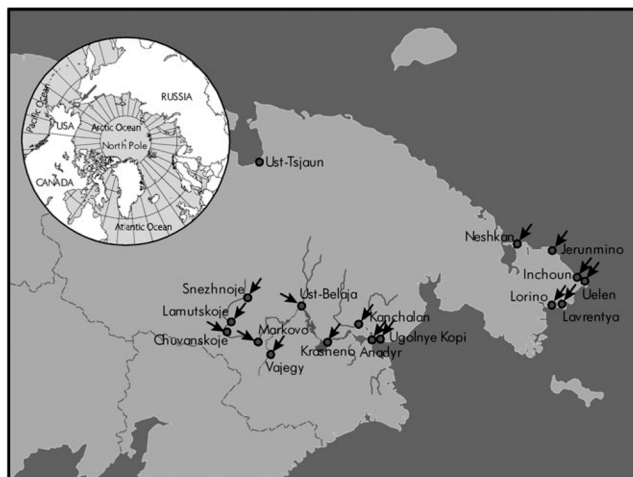 Pacific Ocean
RUSSIA
USA
Arctic Ocean
North Pole
CANADA
Atlantic Ocean
Ust-Tsjaun
Neshkan
Jerunmino
Inchoun
Uelen
Lorino
Lavrentya
Snezhnoje
Ust-Belaja
Lamutskoje
Kanchalan
Chuvanskoje
Markovo
Ugolnye Kopi
Krasneno
Anadyr
Vajegy